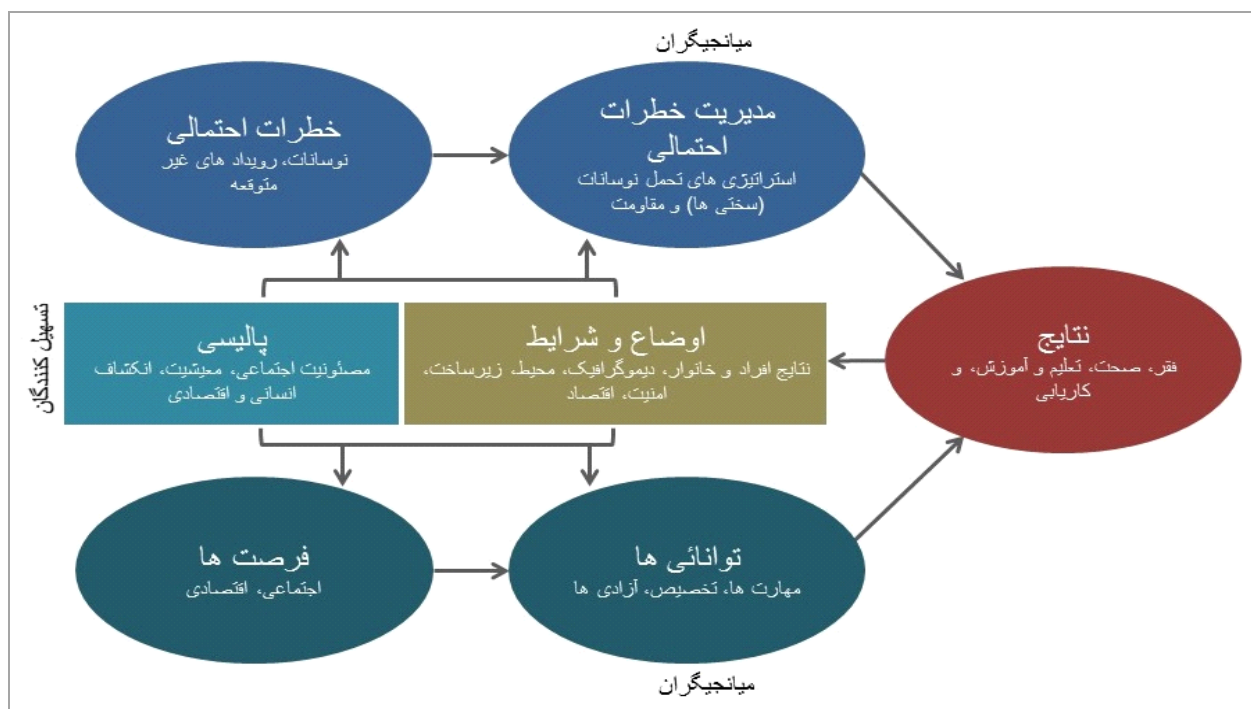 میانجیگران
خطرات احتمالی
نوسانات، رویداد های غیر
متوقعه
مدیریت خطرات
احتمالی
استراتیژی های تحمل نوسانات
(سختی ها) و مقاومت
تسهیل کنندگان
پالیسی
مصئونیت اجتماعی، معیشیت، انکشاف
انسانی و اقتصادی
اوضاع و شرایط
نتایج افراد و خانوار، دیموگرافیک، محیط، زیرساخت،
امنیت، اقتصاد
نتایج
فقر، صحت، تعلیم و آموزش، و
کاریابی
فرصت ها
اجتماعی، اقتصادی
توانائی ها
مهارت ها، تخصیص، آزادی ها
میانجیگران